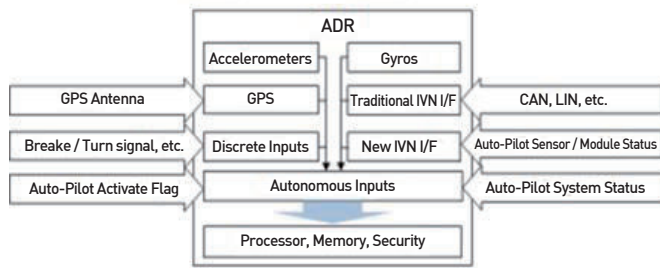 ADR
Accelerometers
Gyros
GPS Antenna
GPS
Traditional IVN I/F
CAN, LIN, etc.
Breake / Turn signal, etc.
Discrete Inputs
New IVN I/F
Auto-Pilot Sensor / Module Status
Auto-Pilot Activate Flag
Autonomous Inputs
Auto-Pilot System Status
Processor, Memory, Security